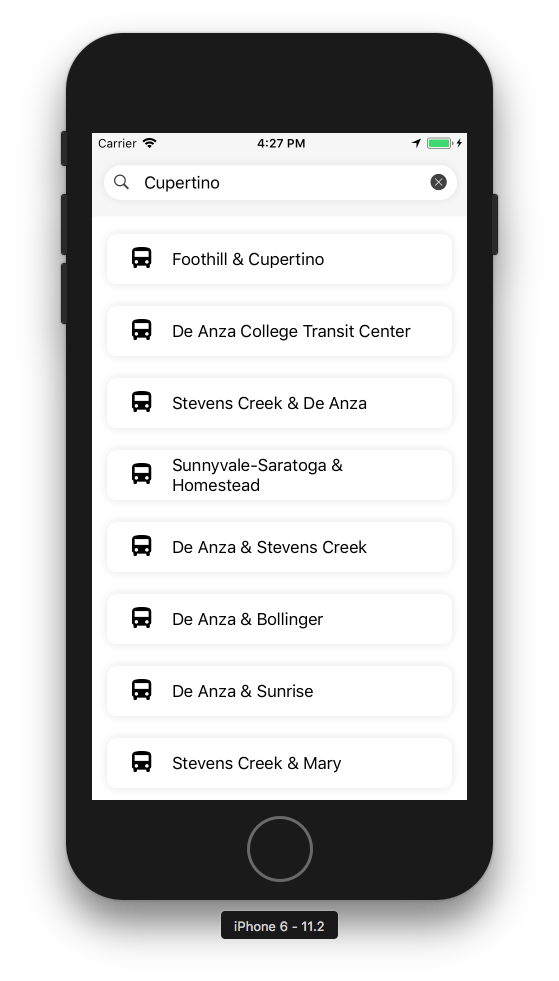 Carrier 4:27 PM
Cupertino
Foothill & Cupertino
De Anza College Transit Center
Stevens Creek & De Anza
Sunnyvale-Saratoga &
Homestead
De Anza & Stevens Creek
De Anza & Bollinger
De Anza & Sunrise
Stevens Creek & Mary
iPhone 6 - 11.2